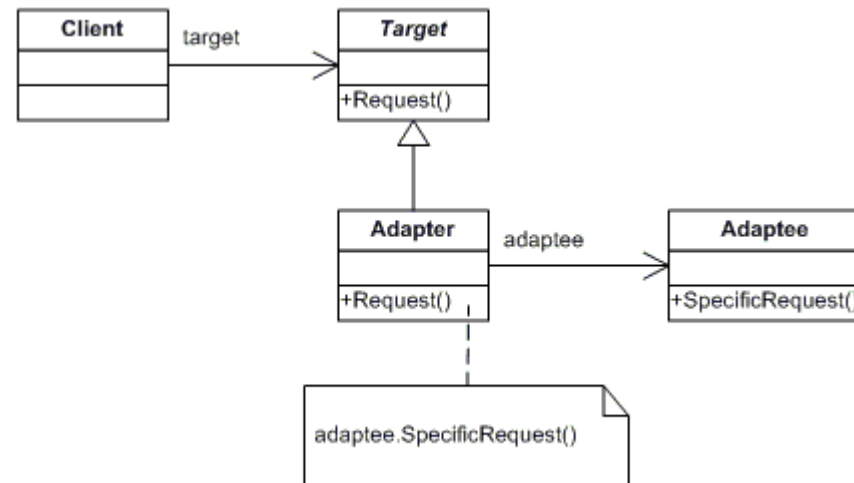 Client
target
Target
+Request()
Adapter
adaptee
Adaptee
+Request()
+SpecificRequest()
adaptee.SpecificRequest()